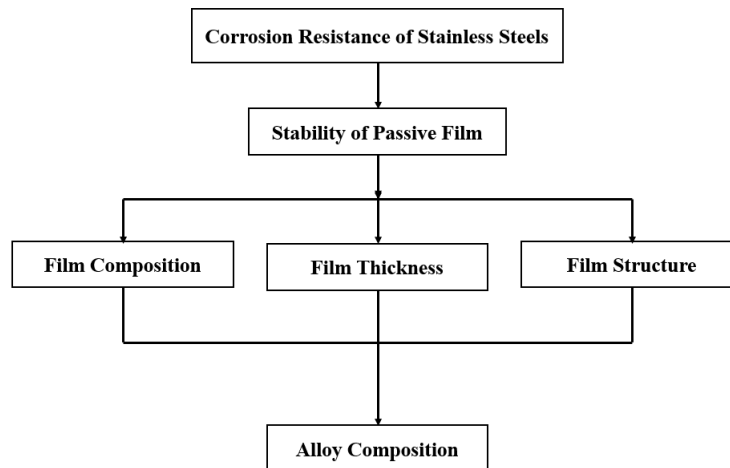 Corrosion Resistance of Stainless Steels
Stability of Passive Film
Film Composition
Film Thickness
Film Structure
Alloy Composition